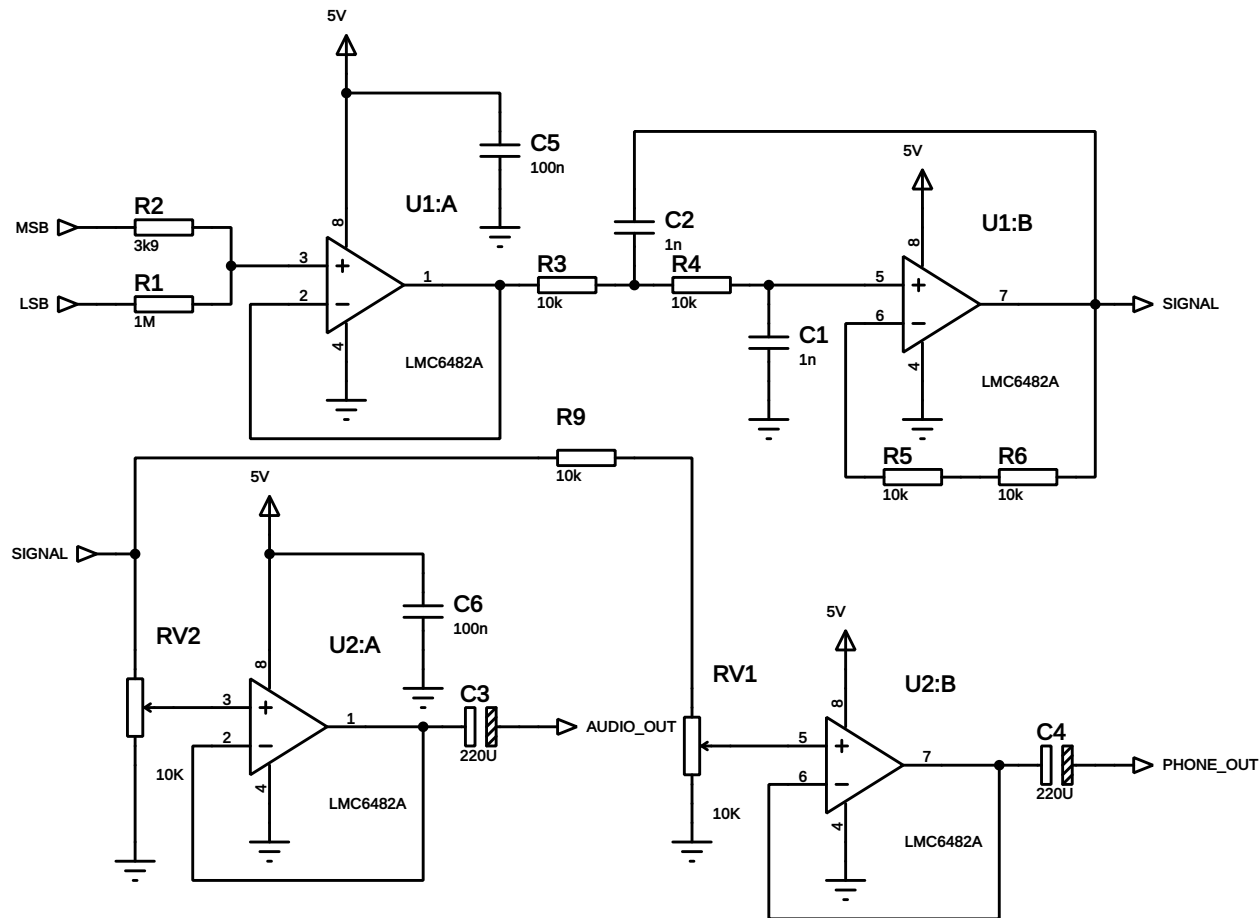 5V
C5
100n
5V
R2
U1:A
C2
U1:B
MSB
8
3k9
1n
8
3
R3
R4
5
R1
1
7
SIGNAL
LSB
2
10k
10k
6
1M
C1
4
LMC6482A
1n
4
LMC6482A
R9
R5
R6
10k
10k
10k
5V
SIGNAL
C6
5V
RV2
U2:A
100n
8
RV1
U2:B
3
C3
8
1
AUDIO_OUT
5
C4
2
220U
7
10K
6
PHONE_OUT
4
220U
LMC6482A
10K
4
LMC6482A